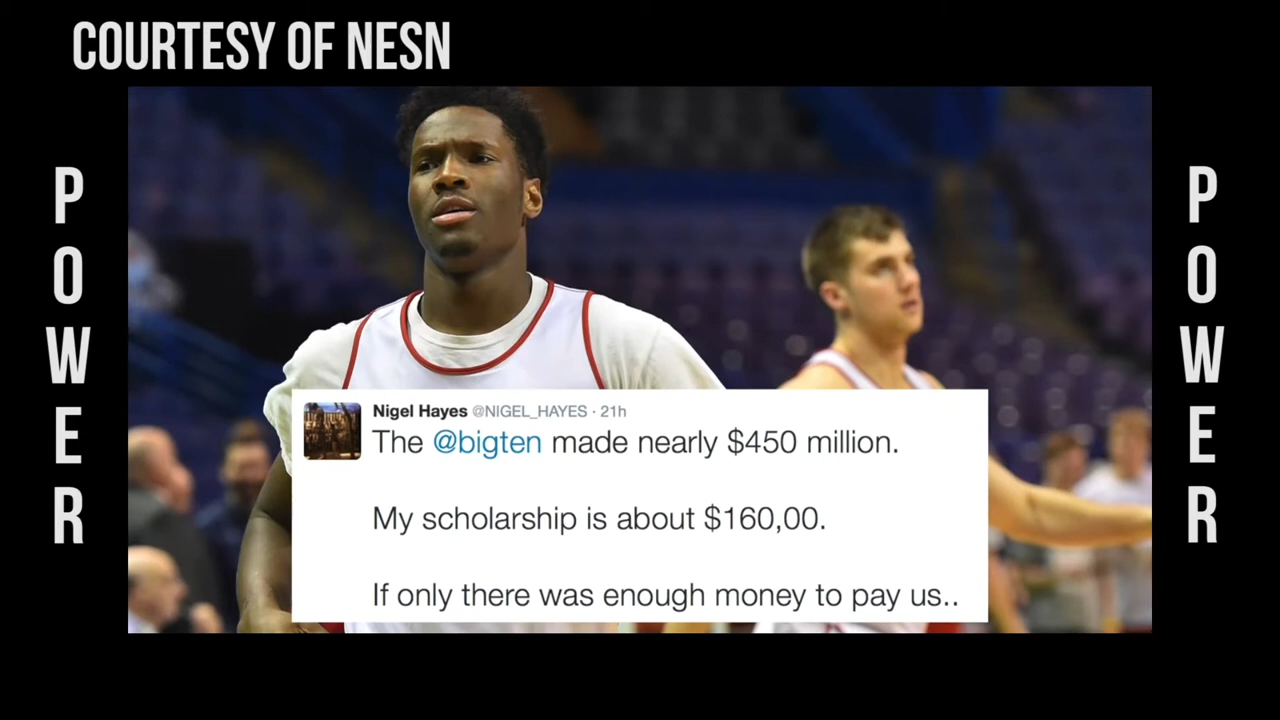 COURTESY OF NESN
POWER
POWER
Nigel Hayes @NIGEL_HAYES · 21h
The @bigten made nearly $450 million.
My scholarship is about $160,00.
If only there was enough money to pay us..